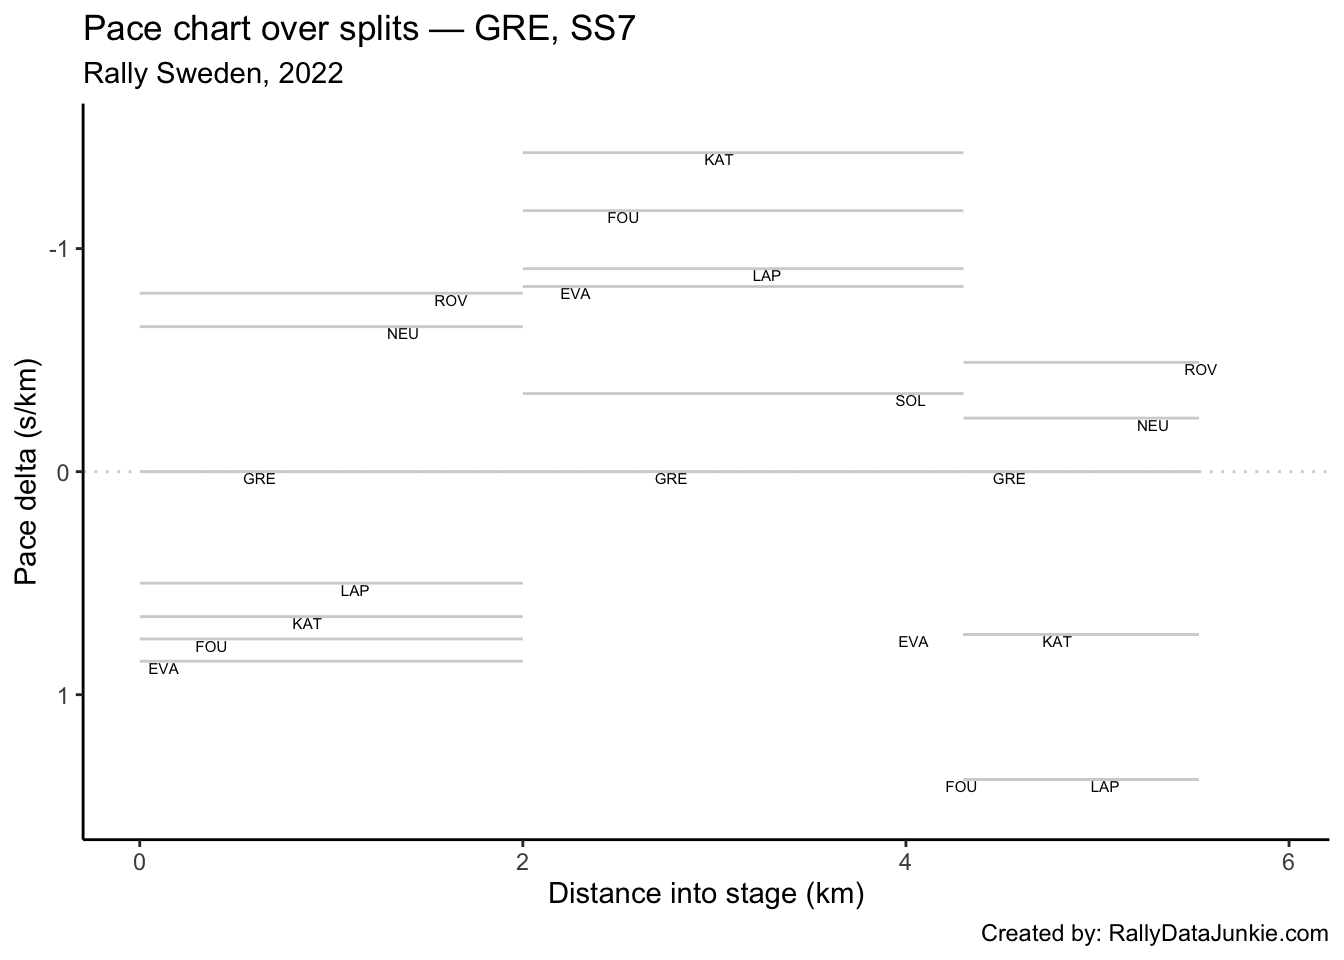 Pace chart over splits — GRE, SS7
Rally Sweden, 2022
Pace delta (s/km)
-1
0
1
KAT
FOU
LAP
EVA
ROV
NEU
SOL
ROV
NEU
GRE
GRE
GRE
LAP
KAT
FOU
EVA
EVA
KAT
FOU
LAP
0
2
4
6
Distance into stage (km)
Created by: RallyDataJunkie.com